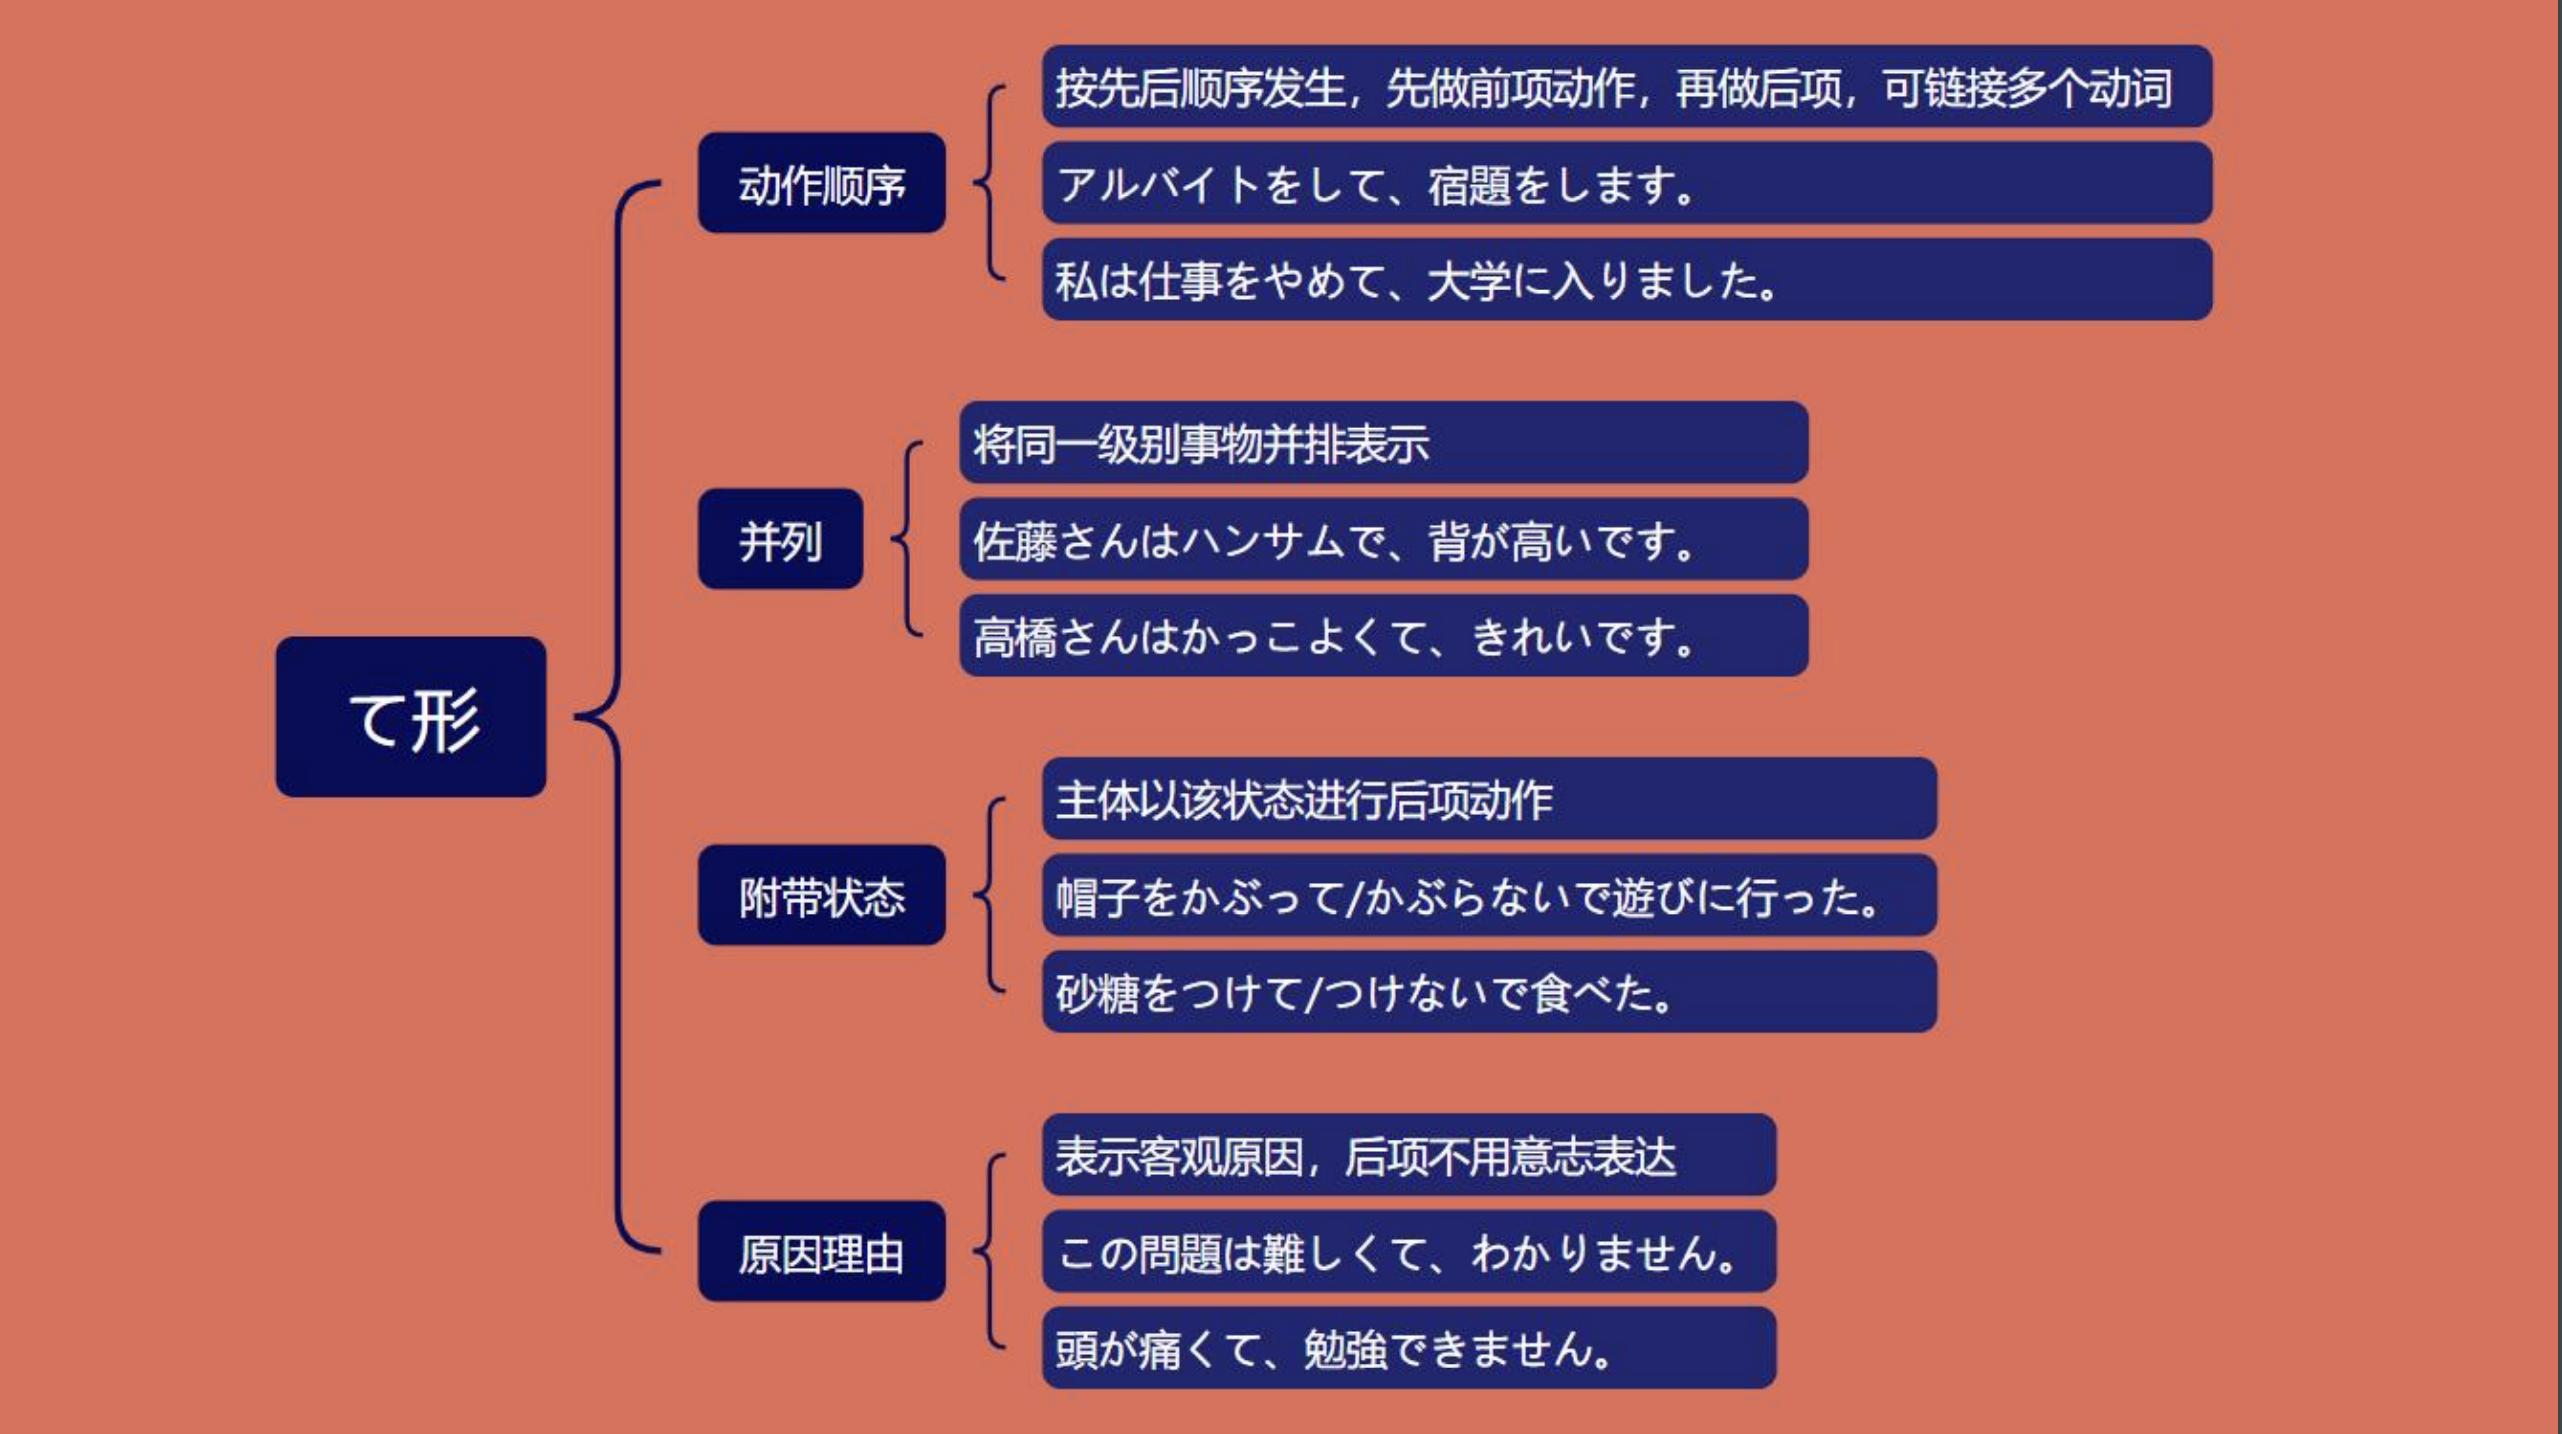 て形
动作顺序
按先后顺序发生，先做前项动作，再做后项，可链接多个动词
アルバイトをして、宿題をします。
私は仕事をやめて、大学に入りました。
并列
将同一级别事物并排表示
佐藤さんはハンサムで、背が高いです。
高橋さんはかっこよくて、きれいです。
附带状态
主体以该状态进行后项动作
帽子をかぶって/かぶらないで遊びに行った。
砂糖をつけて/つけないで食べた。
原因理由
表示客观原因，后项不用意志表达
この問題は難しくて、わかりません。
頭が痛くて、勉強できません。